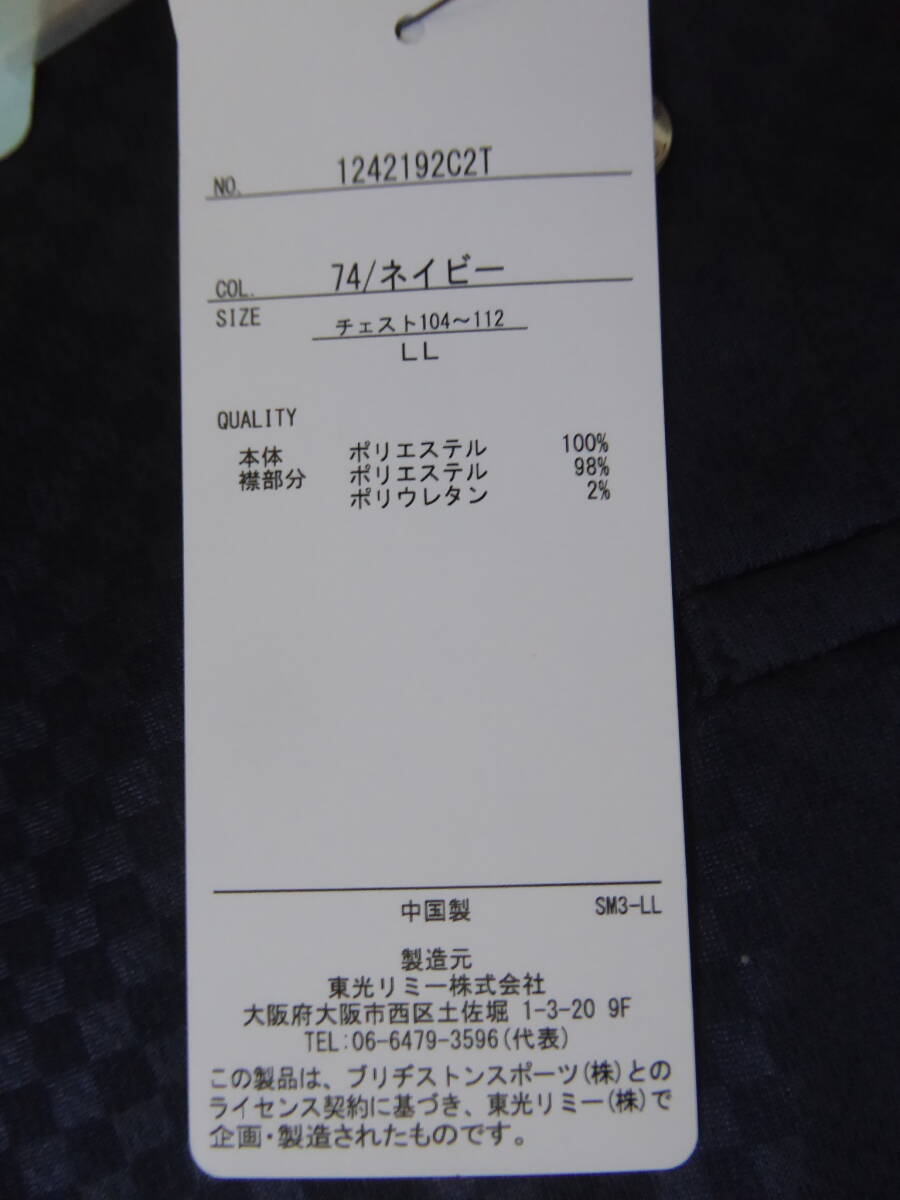 NO. 1242192C2T
COL. 74/ネイビー
SIZE チェスト104～112
LL
QUALITY
本体 ポリエステル 100%
襟部分 ポリエステル 98%
ポリウレタン 2%
中国製 SM3-LL
製造元
東光リミー株式会社
大阪府大阪市西区土佐堀 1-3-20 9F
TEL:06-6479-3596(代表)
この製品は、ブリヂストンスポーツ(株)との
ライセンス契約に基づき、東光リミー(株)で
企画・製造されたものです。